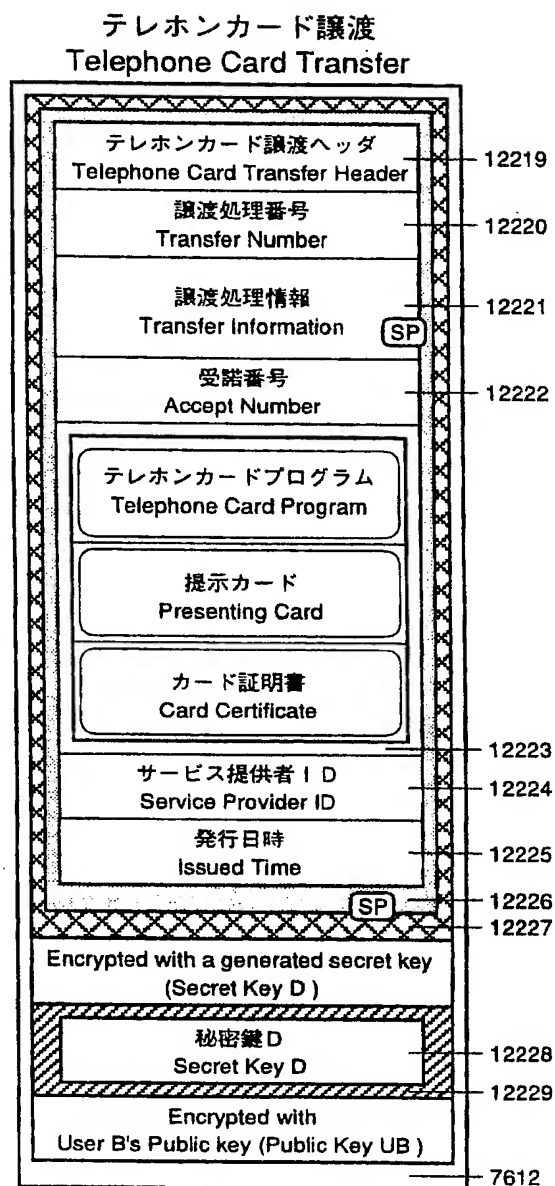 テレホンカード譲渡
Telephone Card Transfer
テレホンカード譲渡ヘッダ
Telephone Card Transfer Header
12219
譲渡処理番号
Transfer Number
12220
譲渡処理情報
Transfer Information
SP
12221
受諾番号
Accept Number
12222
テレホンカードプログラム
Telephone Card Program
提示カード
Presenting Card
カード証明書
Card Certificate
12223
サービス提供者ID
Service Provider ID
12224
発行日時
Issued Time
12225
SP
12226
12227
Encrypted with a generated secret key
(Secret Key D )
秘密鍵D
Secret Key D
12228
12229
Encrypted with
User B's Public key (Public Key UB )
7612